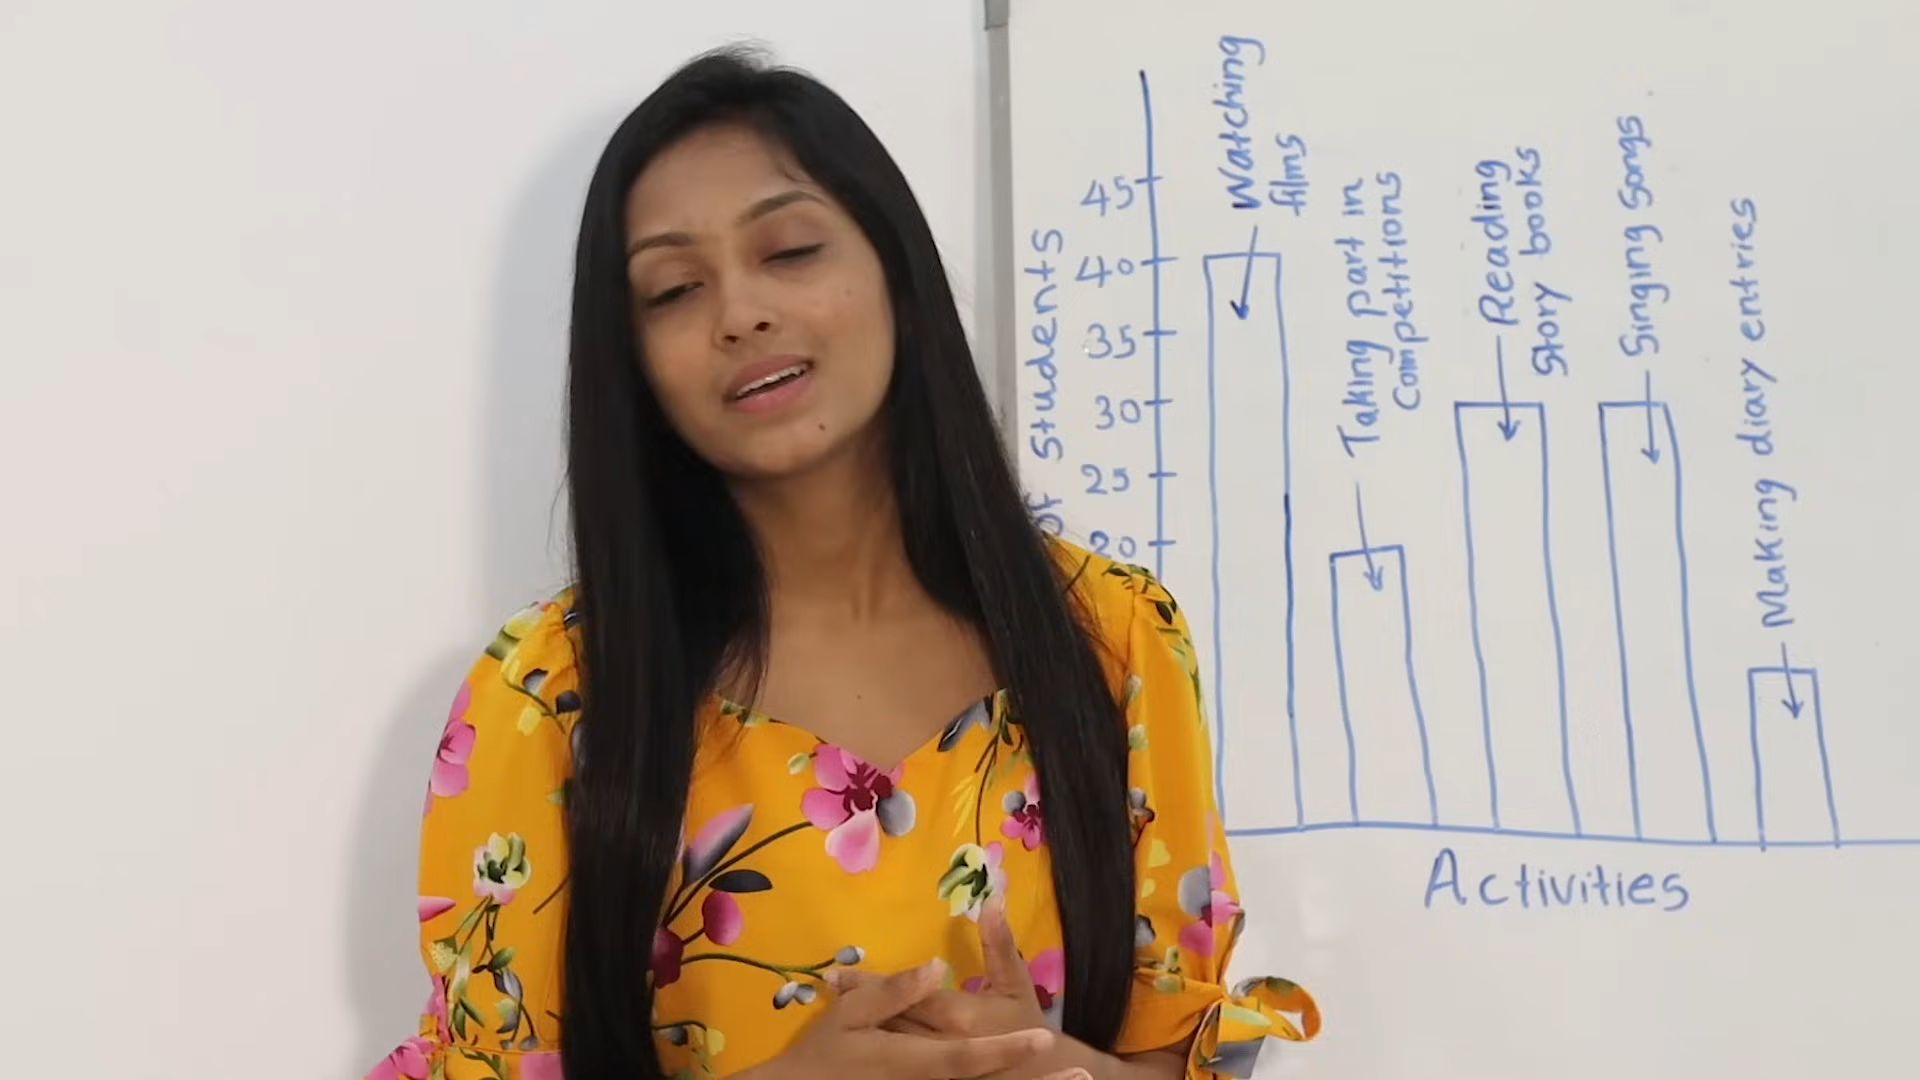 Watching
films
Taking part in
Competitions
Reading
Story books
Singing Songs
Making diary entries
45
40
35
30
25
20
of students
Activities